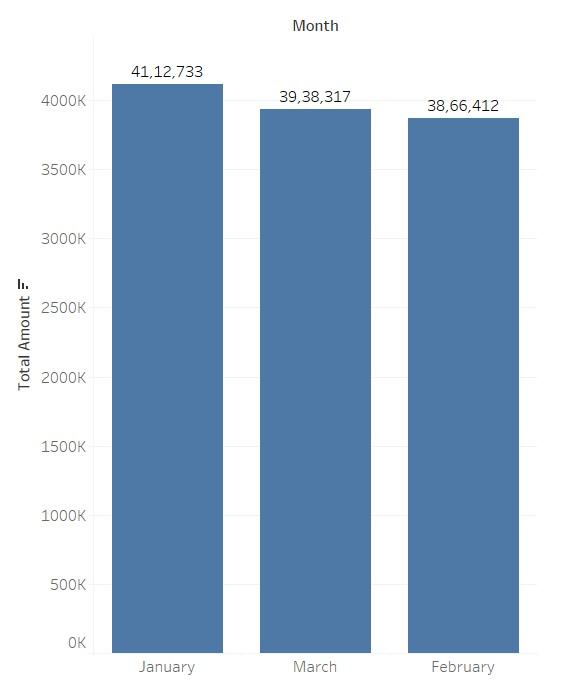 Month
41,12,733
39,38,317
38,66,412
4000K
3500K
3000K
2500K
2000K
1500K
1000K
500K
0K
Total Amount
January
March
February